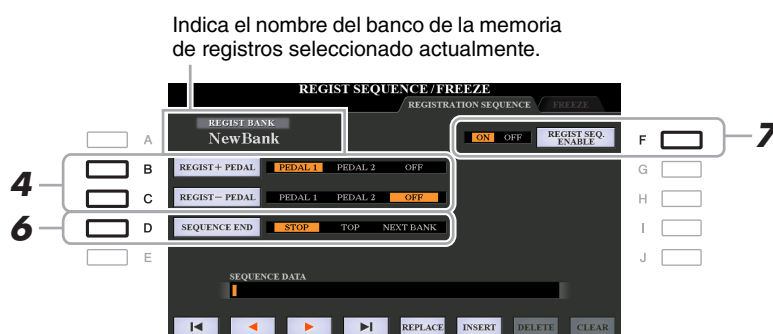 Indica el nombre del banco de la memoria
de registros seleccionado actualmente.
REGIST SEQUENCE / FREEZE
REGISTRATION SEQUENCE FREEZE
REGIST BANK
NewBank
ON OFF REGIST SEQ. ENABLE
A
F
7
4
B
REGIST+ PEDAL PEDAL 1 PEDAL 2 OFF
G
C
REGIST− PEDAL PEDAL 1 PEDAL 2 OFF
H
6
D
SEQUENCE END STOP TOP NEXT BANK
I
E
J
SEQUENCE DATA
REPLACE INSERT DELETE CLEAR